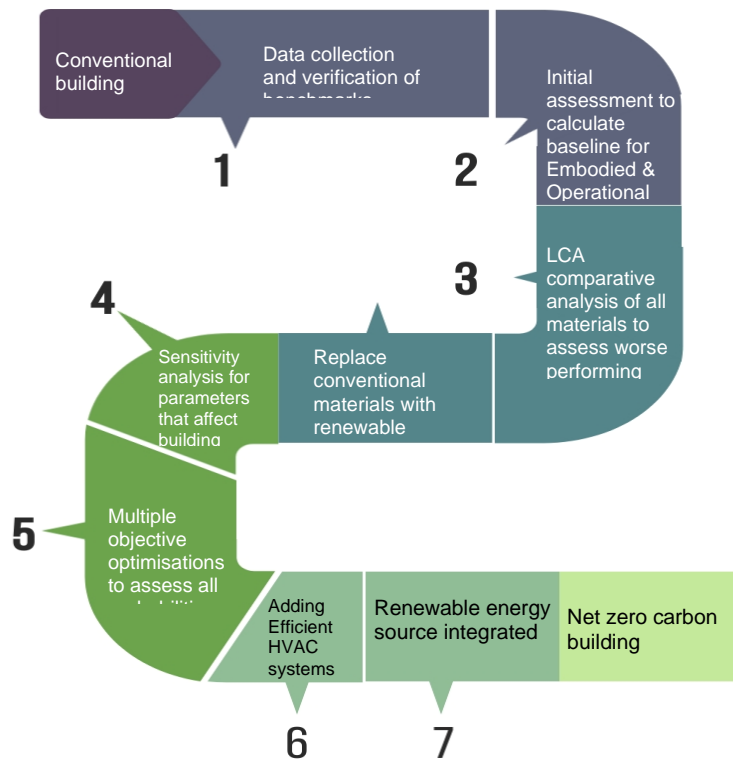 Conventional
building
Data collection
and verification of
benchmarks
1
Initial
assessment to
calculate
baseline for
Embodied &
Operational
2
LCA
comparative
analysis of all
materials to
assess worse
performing
3
Replace
conventional
materials with
renewable
4
Sensitivity
analysis for
parameters
that affect
building
5
Multiple
objective
optimisations
to assess all
Adding
Efficient
HVAC
systems
6
Renewable energy
source integrated
7
Net zero carbon
building